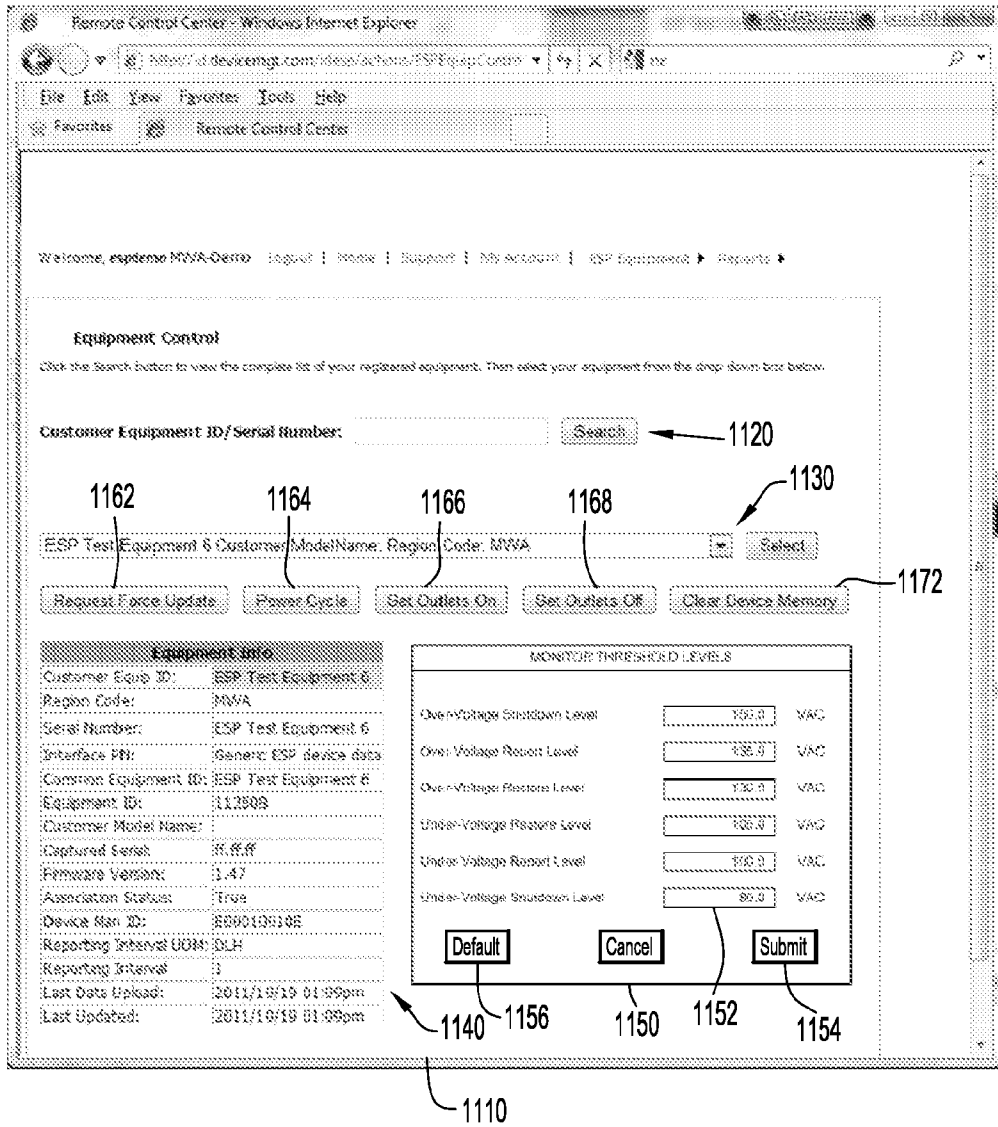 Remote Control Center - Windows Internet Explorer
devicemgt.com/idess/actions/ESPEquipContro
File Edit View Favorites Tools Help
Favorites Remote Control Center
Welcome, espdemo MWA-Demo Logout | Home | Support | My Account | ESP Equipment Reports
Equipment Control
Click the Search button to view the complete list of your registered equipment. Then select your equipment from the drop down box below.
Customer Equipment ID/Serial Number: Search 1120
1130
1162 1164 1166 1168
ESP Test Equipment 6 Customer ModelName: Region Code: MWA Select
1172
Request Force Update Power Cycle Set Outlets On Set Outlets Off Clear Device Memory
Equipment Info
Customer Equip ID: ESP Test Equipment 6
Region Code: MWA
Serial Number: ESP Test Equipment 6
Interface PN: Generic ESP device data
Common Equipment ID: ESP Test Equipment 6
Equipment ID:
Customer Model Name:
Captured Serial: ff.ff.ff
Firmware Version: 1.47
Association Status: True
Device Man ID:
Reporting Interval UOM: DLH
Reporting Interval 1
Last Data Upload: 2011/10/19 01:09pm
Last Updated: 2011/10/19 01:09pm
MONITOR THRESHOLD LEVELS
Over-Voltage Shutdown Level VAC
Over-Voltage Report Level VAC
Over-Voltage Restore Level VAC
Under-Voltage Restore Level VAC
Under-Voltage Report Level VAC
Under-Voltage Shutdown Level VAC
Default Cancel Submit
1140 1156 1150 1152 1154
1110